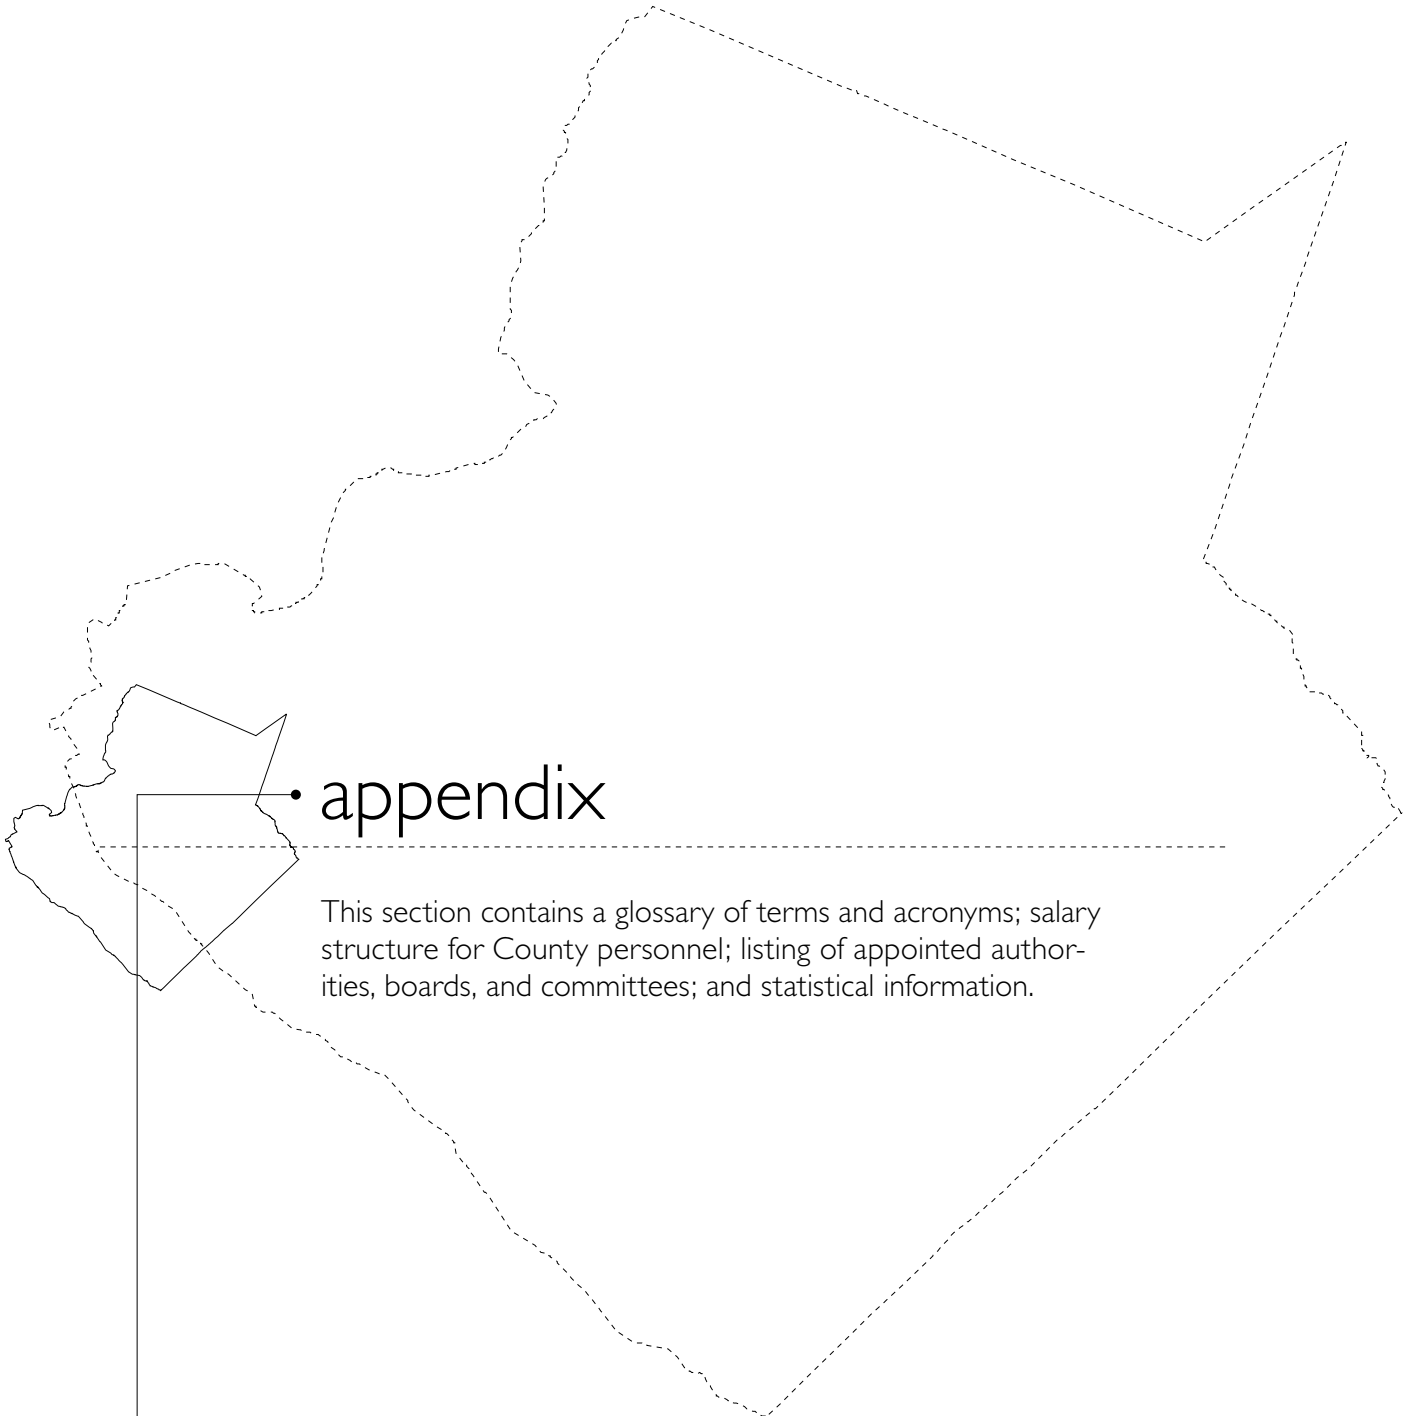 appendix
This section contains a glossary of terms and acronyms; salary
structure for County personnel; listing of appointed author-
ities, boards, and committees; and statistical information.